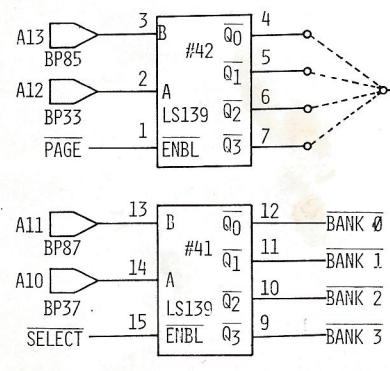 3 4
A13 B Q0
BP85 #42 5
2 Q1
A12 A 6
BP33 LS139 Q2
1 7
PAGE ENBL Q3
13 12
A11 B Q0 BANK 0
BP87 #41 11
14 Q1 BANK 1
A10 A 10
BP37 LS139 Q2 BANK 2
15 9
SELECT ENBL Q3 BANK 3